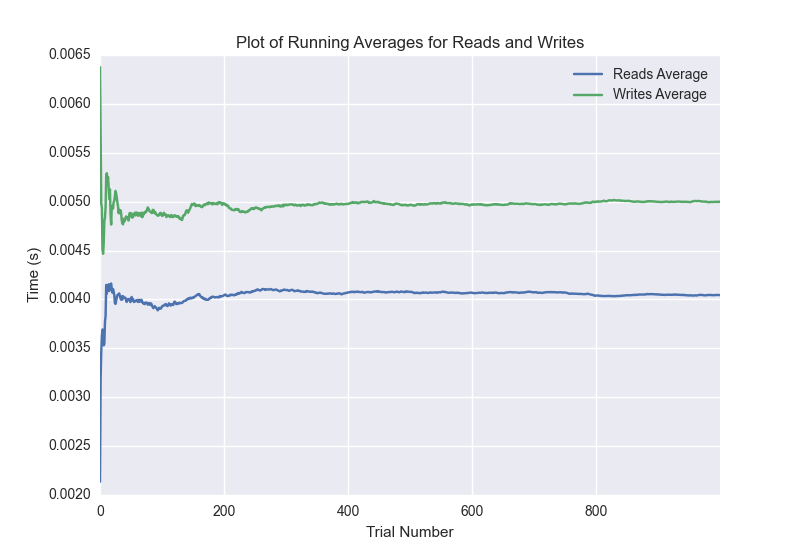 Plot of Running Averages for Reads and Writes
0.0065
0.0060
0.0055
0.0050
0.0045
0.0040
0.0035
0.0030
0.0025
0.0020
Time (s)
Reads Average
Writes Average
0 200 400 600 800
Trial Number